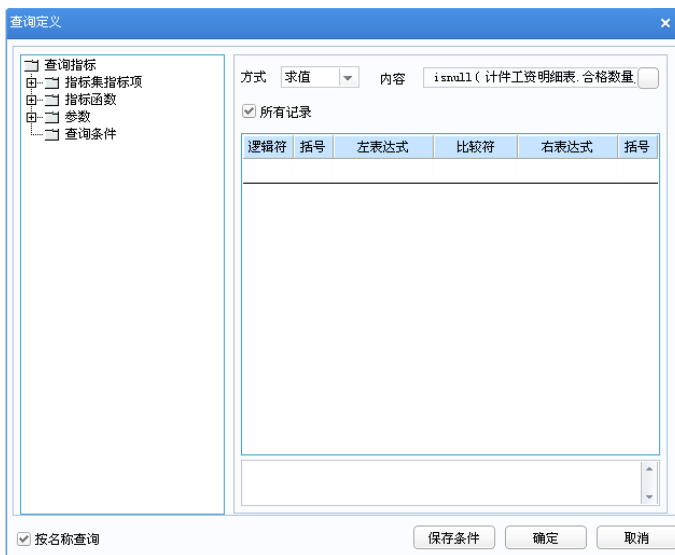 查询定义
查询指标
指标集指标项
指标函数
参数
查询条件
方式 求值 内容 isnull(计件工资明细表.合格数量,
所有记录
逻辑符 括号 左表达式 比较符 右表达式 括号
按名称查询 保存条件 确定 取消